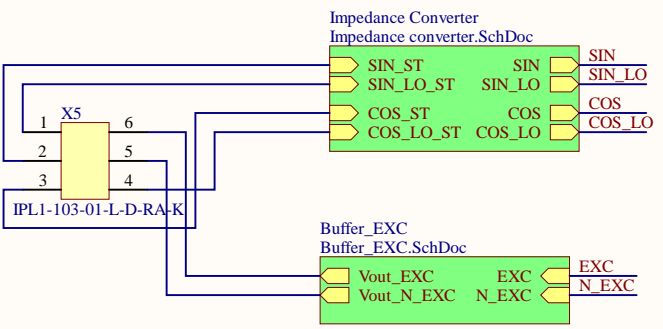 Impedance Converter
Impedance converter.SchDoc
SIN_ST SIN SIN
SIN_LO_ST SIN_LO SIN_LO
COS_ST COS COS
COS_LO_ST COS_LO COS_LO
X5
1 6
2 5
3 4
IPL1-103-01-L-D-RA-K
Buffer_EXC
Buffer_EXC.SchDoc
Vout_EXC EXC EXC
Vout_N_EXC N_EXC N_EXC